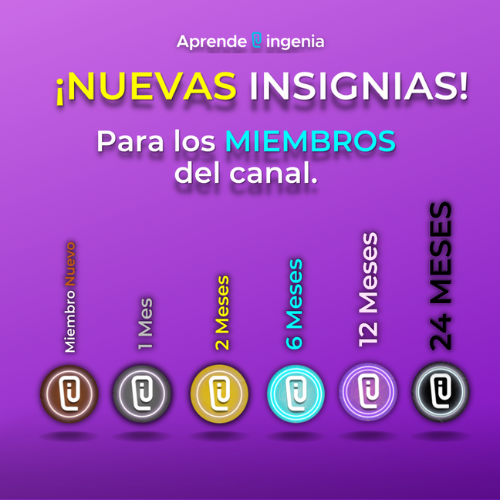 Aprende ingenia
¡NUEVAS INSIGNIAS!
Para los MIEMBROS
del canal.
Miembro Nuevo
1 Mes
2 Meses
6 Meses
12 Meses
24 MESES